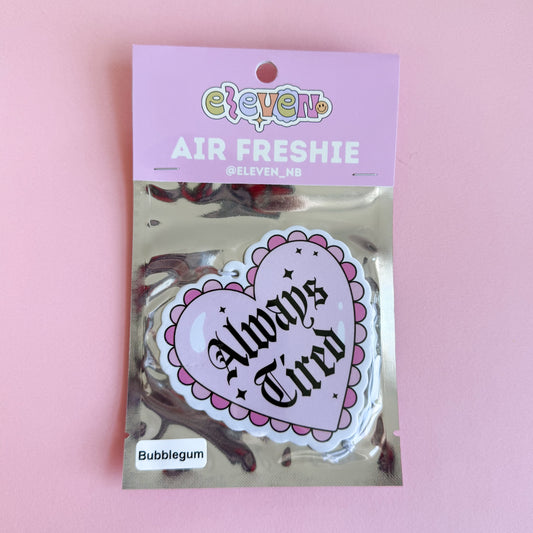 eleven
AIR FRESHIE
@ELEVEN_NB
Always
Tired
Bubblegum